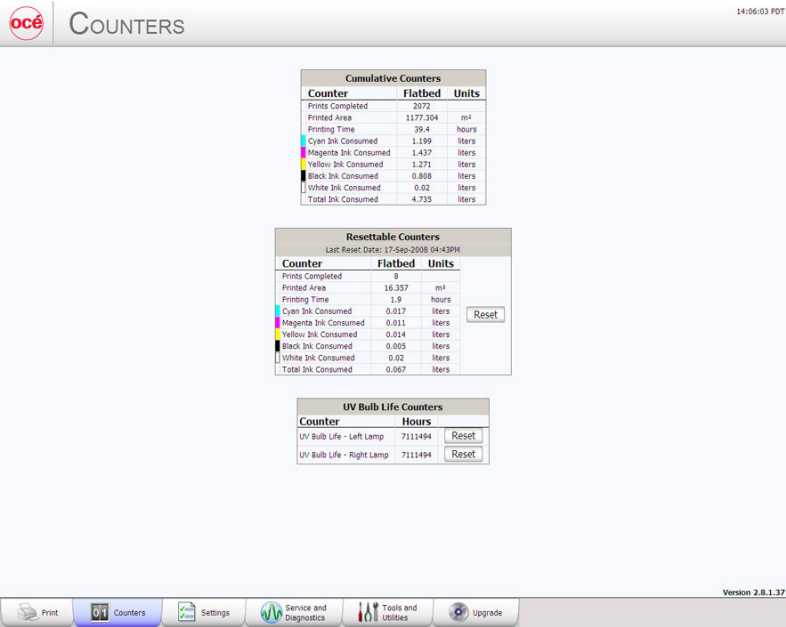 océ COUNTERS 14:06:03 PDT
Cumulative Counters
Counter Flatbed Units
Prints Completed 2072
Printed Area 1177.304 m²
Printing Time 39.4 hours
Cyan Ink Consumed 1.199 liters
Magenta Ink Consumed 1.437 liters
Yellow Ink Consumed 1.271 liters
Black Ink Consumed 0.808 liters
White Ink Consumed 0.02 liters
Total Ink Consumed 4.735 liters
Resettable Counters
Last Reset Date: 17-Sep-2008 04:43PM
Counter Flatbed Units
Prints Completed 8
Printed Area 16.357 m²
Printing Time 1.9 hours
Cyan Ink Consumed 0.017 liters
Magenta Ink Consumed 0.011 liters
Yellow Ink Consumed 0.014 liters
Black Ink Consumed 0.005 liters
White Ink Consumed 0.02 liters
Total Ink Consumed 0.067 liters
Reset
UV Bulb Life Counters
Counter Hours
UV Bulb Life - Left Lamp 7111494 Reset
UV Bulb Life - Right Lamp 7111494 Reset
Version 2.8.1.37
Print
01 Counters
Settings
Service and
Diagnostics
Tools and
Utilities
Upgrade